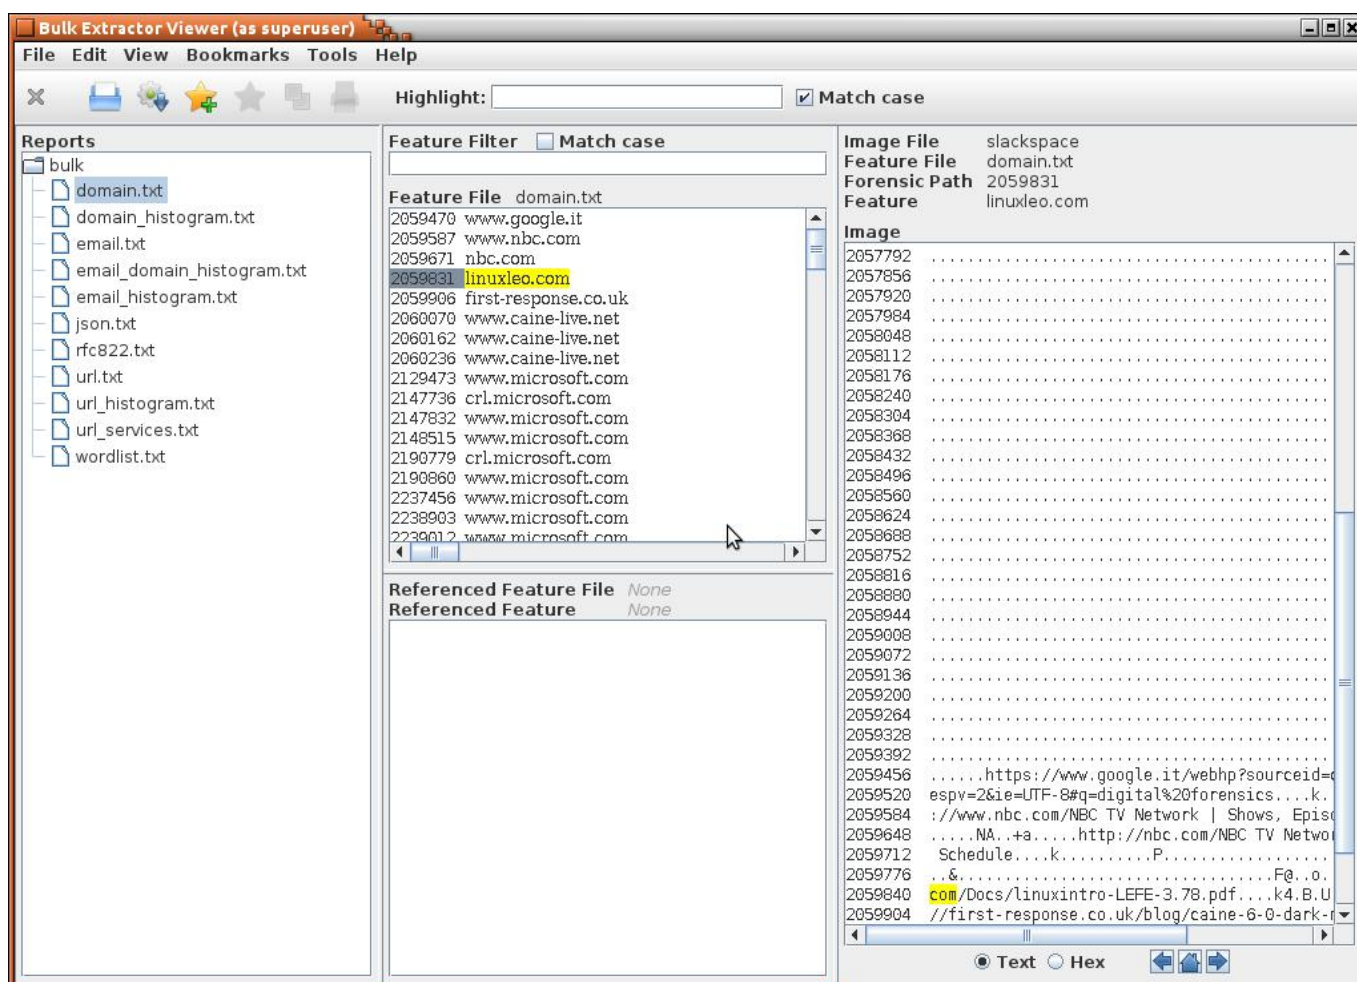 Bulk Extractor Viewer (as superuser)
File Edit View Bookmarks Tools Help
Highlight: Match case
Reports
bulk
domain.txt
domain_histogram.txt
email.txt
email_domain_histogram.txt
email_histogram.txt
json.txt
rfc822.txt
url.txt
url_histogram.txt
url_services.txt
wordlist.txt
Feature Filter Match case
Feature File domain.txt
2059470 www.google.it
2059587 www.nbc.com
2059671 nbc.com
2059831 linuxleo.com
2059906 first-response.co.uk
2060070 www.caine-live.net
2060162 www.caine-live.net
2060236 www.caine-live.net
2129473 www.microsoft.com
2147736 crl.microsoft.com
2147832 www.microsoft.com
2148515 www.microsoft.com
2190779 crl.microsoft.com
2190860 www.microsoft.com
2237456 www.microsoft.com
2238903 www.microsoft.com
2239012 www.microsoft.com
Referenced Feature File None
Referenced Feature None
Image File slackspace
Feature File domain.txt
Forensic Path 2059831
Feature linuxleo.com
Image
2057792 ............................................
2057856 ............................................
2057920 ............................................
2057984 ............................................
2058048 ............................................
2058112 ............................................
2058176 ............................................
2058240 ............................................
2058304 ............................................
2058368 ............................................
2058432 ............................................
2058496 ............................................
2058560 ............................................
2058624 ............................................
2058688 ............................................
2058752 ............................................
2058816 ............................................
2058880 ............................................
2058944 ............................................
2059008 ............................................
2059072 ............................................
2059136 ............................................
2059200 ............................................
2059264 ............................................
2059328 ............................................
2059392 ............................................
2059456 ......https://www.google.it/webhp?sourceid=
2059520 espv=2&ie=UTF-8#q=digital%20forensics....k.
2059584 ://www.nbc.com/NBC TV Network | Shows, Epis
2059648 .....NA..+a.....http://nbc.com/NBC TV Netwo
2059712 Schedule....k..........P..................
2059776 ..&...................................F@..o.
2059840 com/Docs/linuxintro-LEFE-3.78.pdf....k4.B.U
2059904 //first-response.co.uk/blog/caine-6-0-dark-
Text Hex